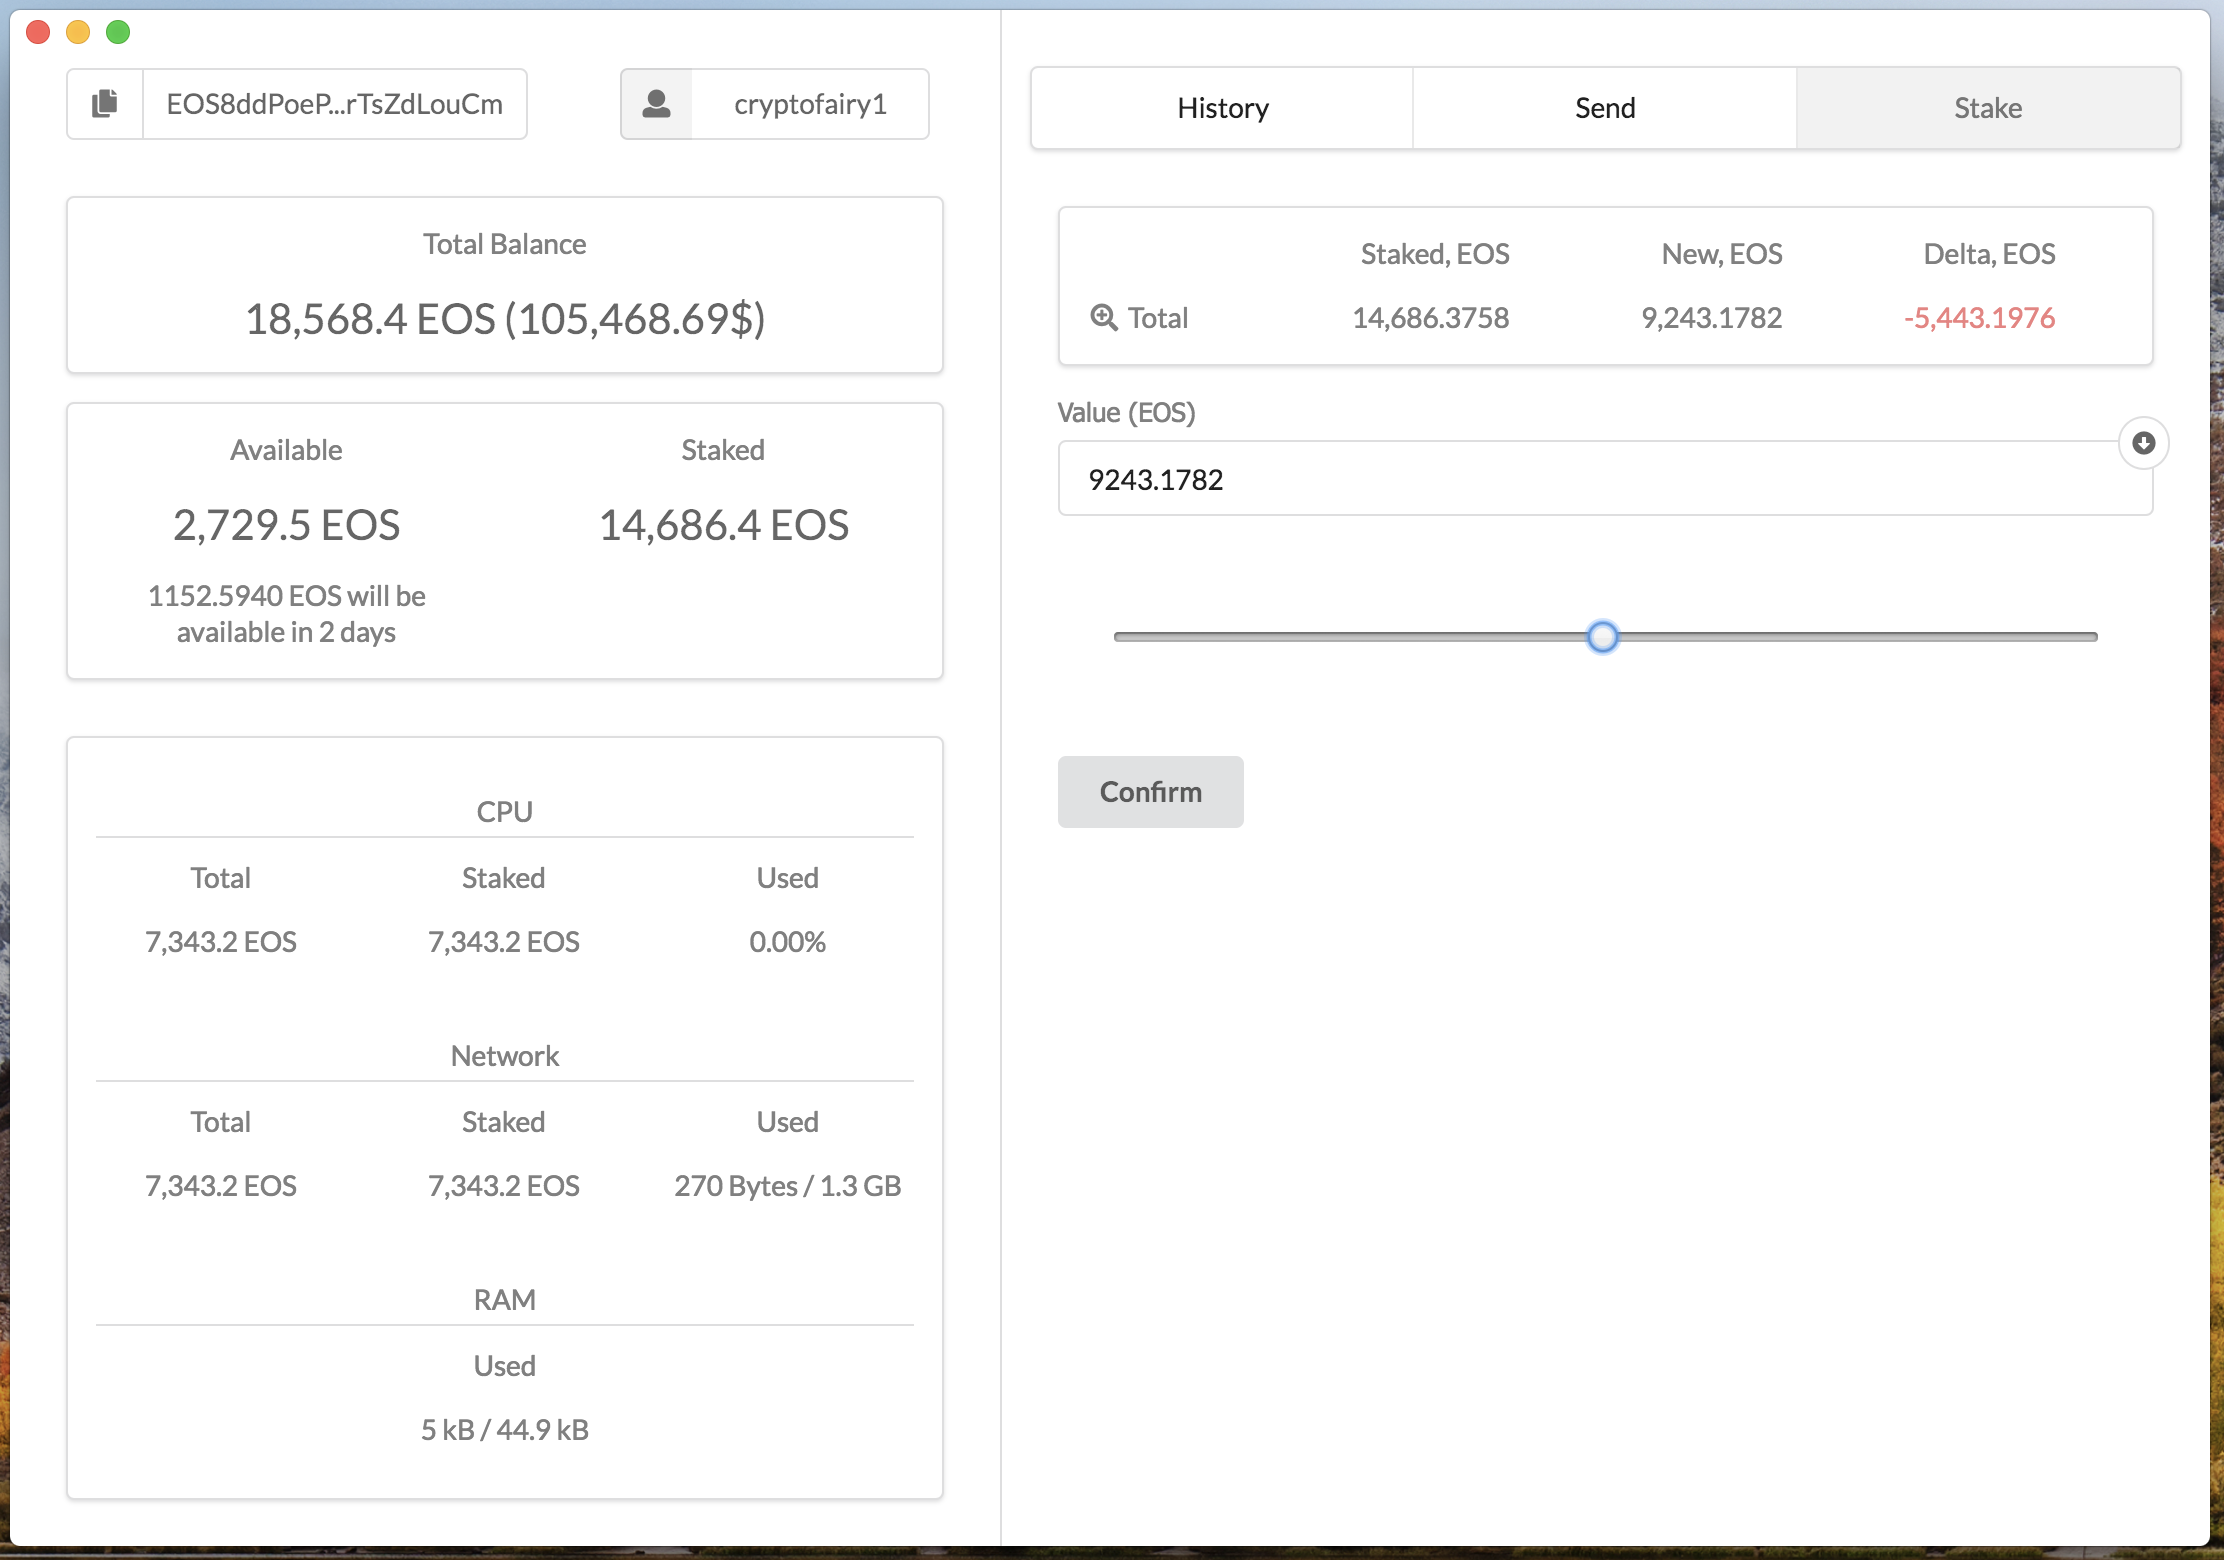 EOS8ddPoeP...rTsZdLouCm
cryptofairy1
Total Balance
18,568.4 EOS (105,468.69$)
Available
Staked
2,729.5 EOS
14,686.4 EOS
1152.5940 EOS will be
available in 2 days
CPU
Total Staked Used
7,343.2 EOS 7,343.2 EOS 0.00%
Network
Total Staked Used
7,343.2 EOS 7,343.2 EOS 270 Bytes / 1.3 GB
RAM
Used
5 kB / 44.9 kB
History Send Stake
Staked, EOS New, EOS Delta, EOS
Total 14,686.3758 9,243.1782 -5,443.1976
Value (EOS)
9243.1782
Confirm